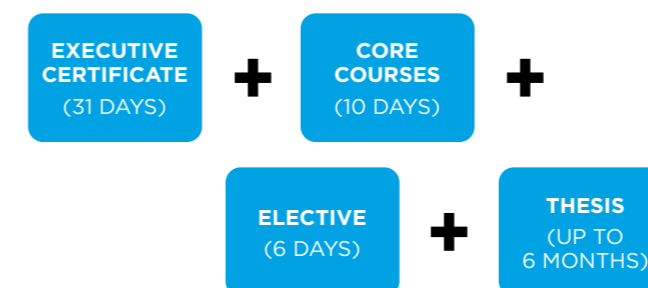 EXECUTIVE
CERTIFICATE
(31 DAYS)
+
CORE
COURSES
(10 DAYS)
+
ELECTIVE
(6 DAYS)
+
THESIS
(UP TO
6 MONTHS)